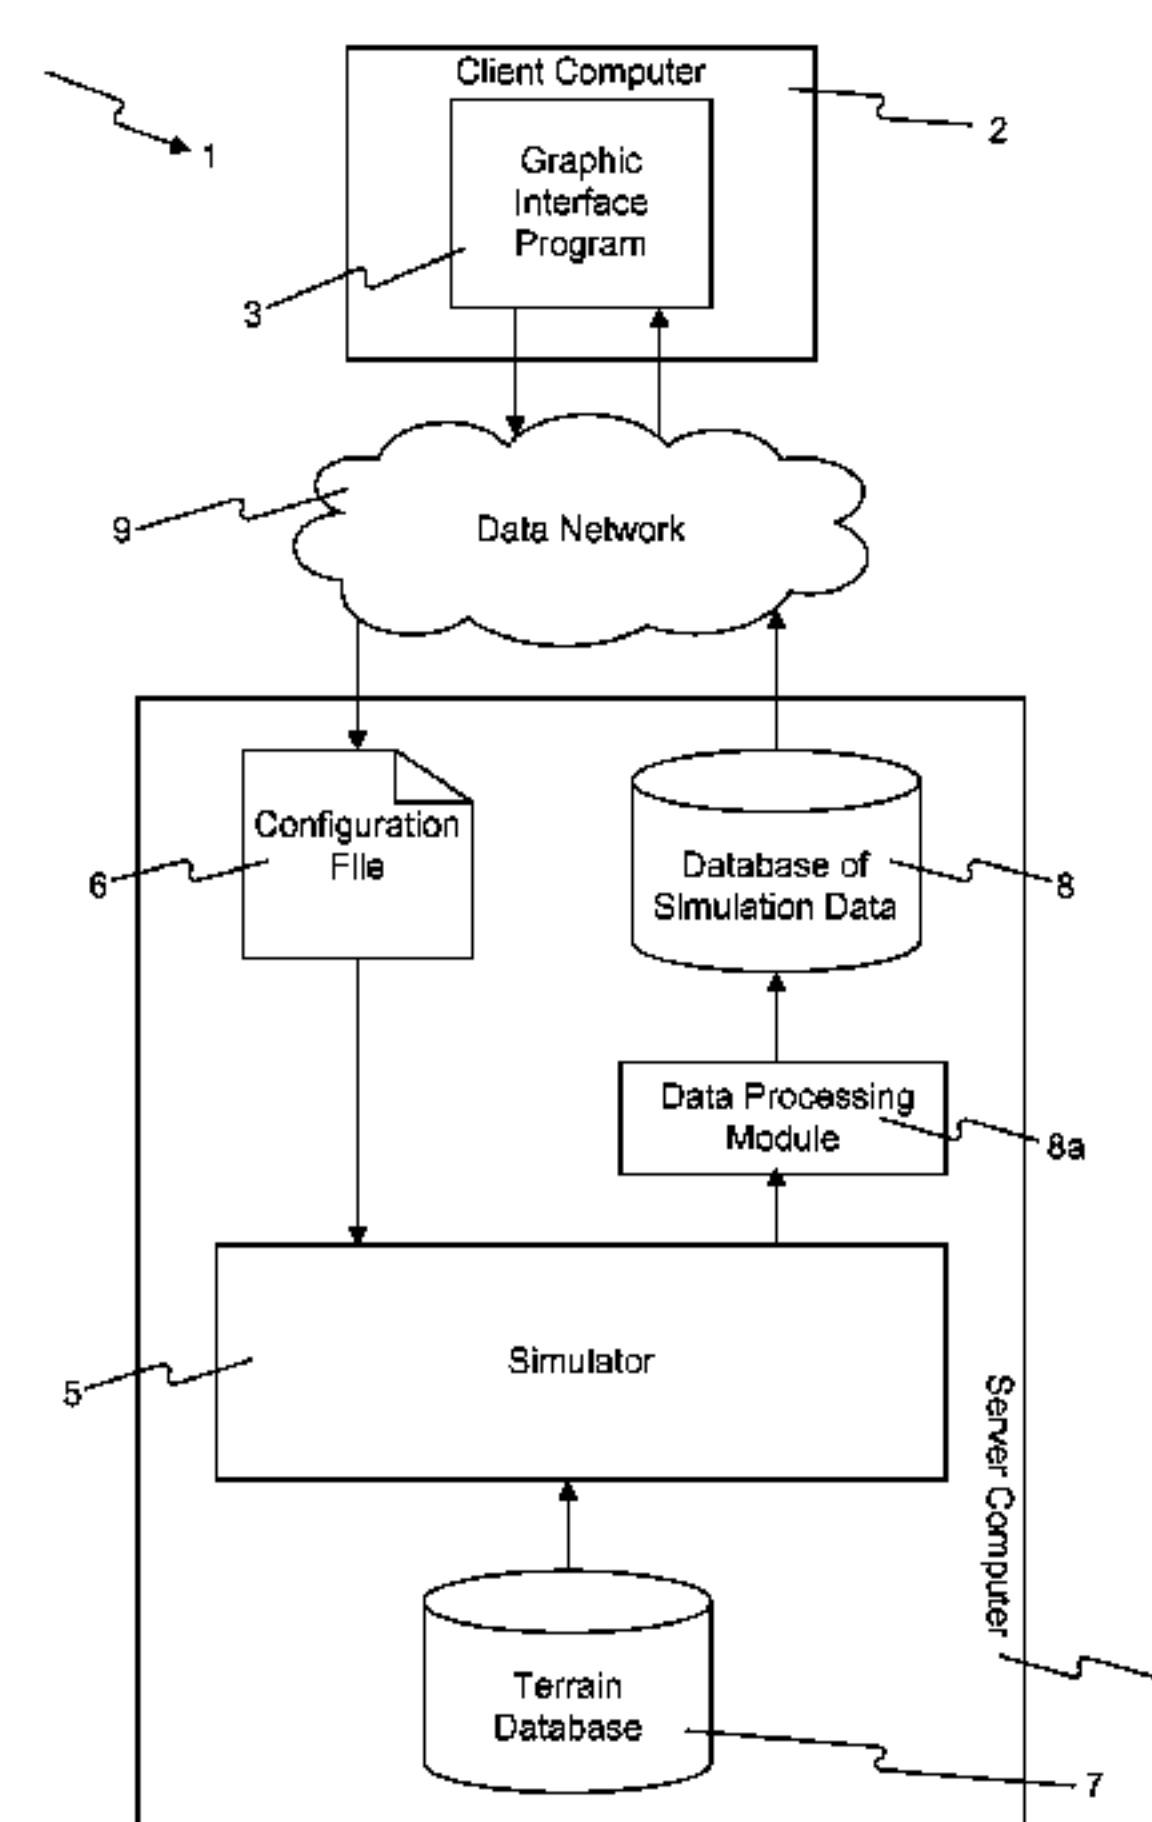 Client Computer
1
2
Graphic
Interface
Program
3
9
Data Network
Configuration
File
6
Database of
Simulation Data
8
Data Processing
Module
8a
Simulator
5
Server Computer
Terrain
Database
7